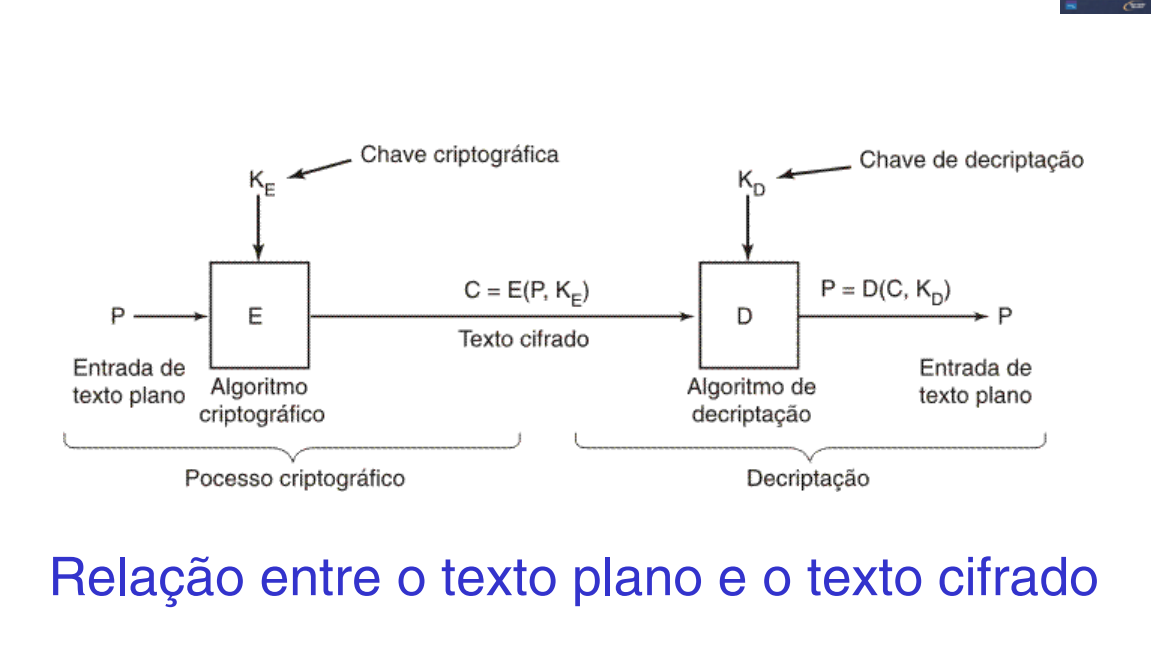 Chave criptográfica
Chave de decriptação
K_E
K_D
C = E(P, K_E)
P = D(C, K_D)
P
E
D
P
Texto cifrado
Entrada de
texto plano
Algoritmo
criptográfico
Algoritmo de
decriptação
Entrada de
texto plano
Pocesso criptográfico
Decriptação
Relação entre o texto plano e o texto cifrado